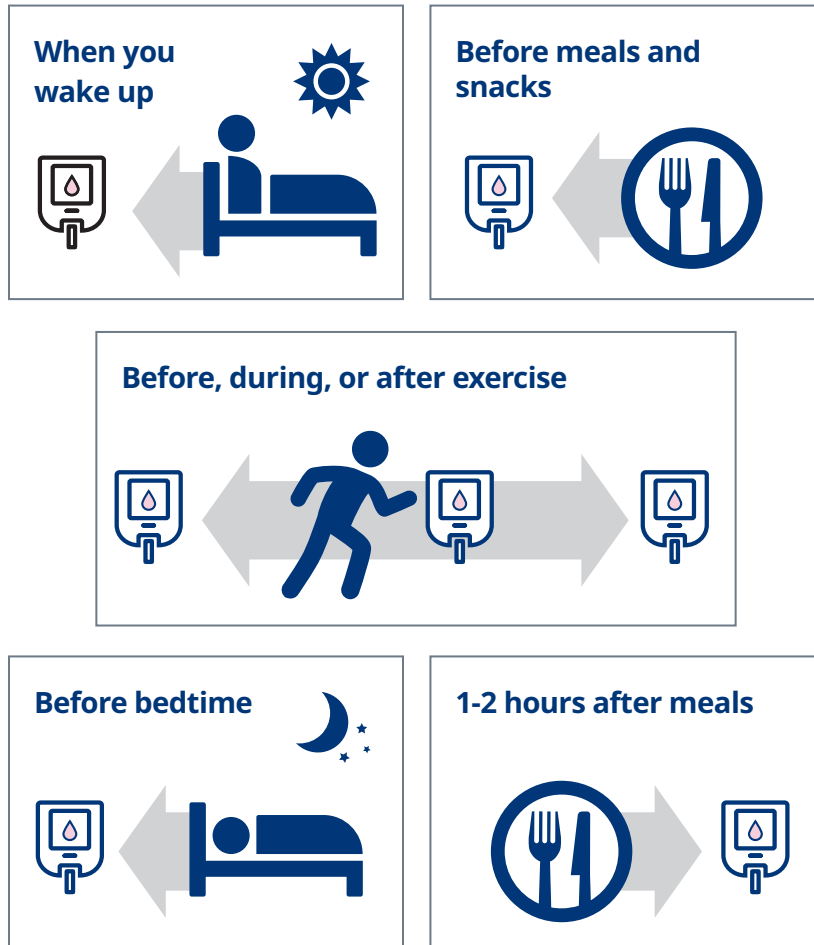 When you
wake up
Before meals and
snacks
Before, during, or after exercise
Before bedtime
1-2 hours after meals